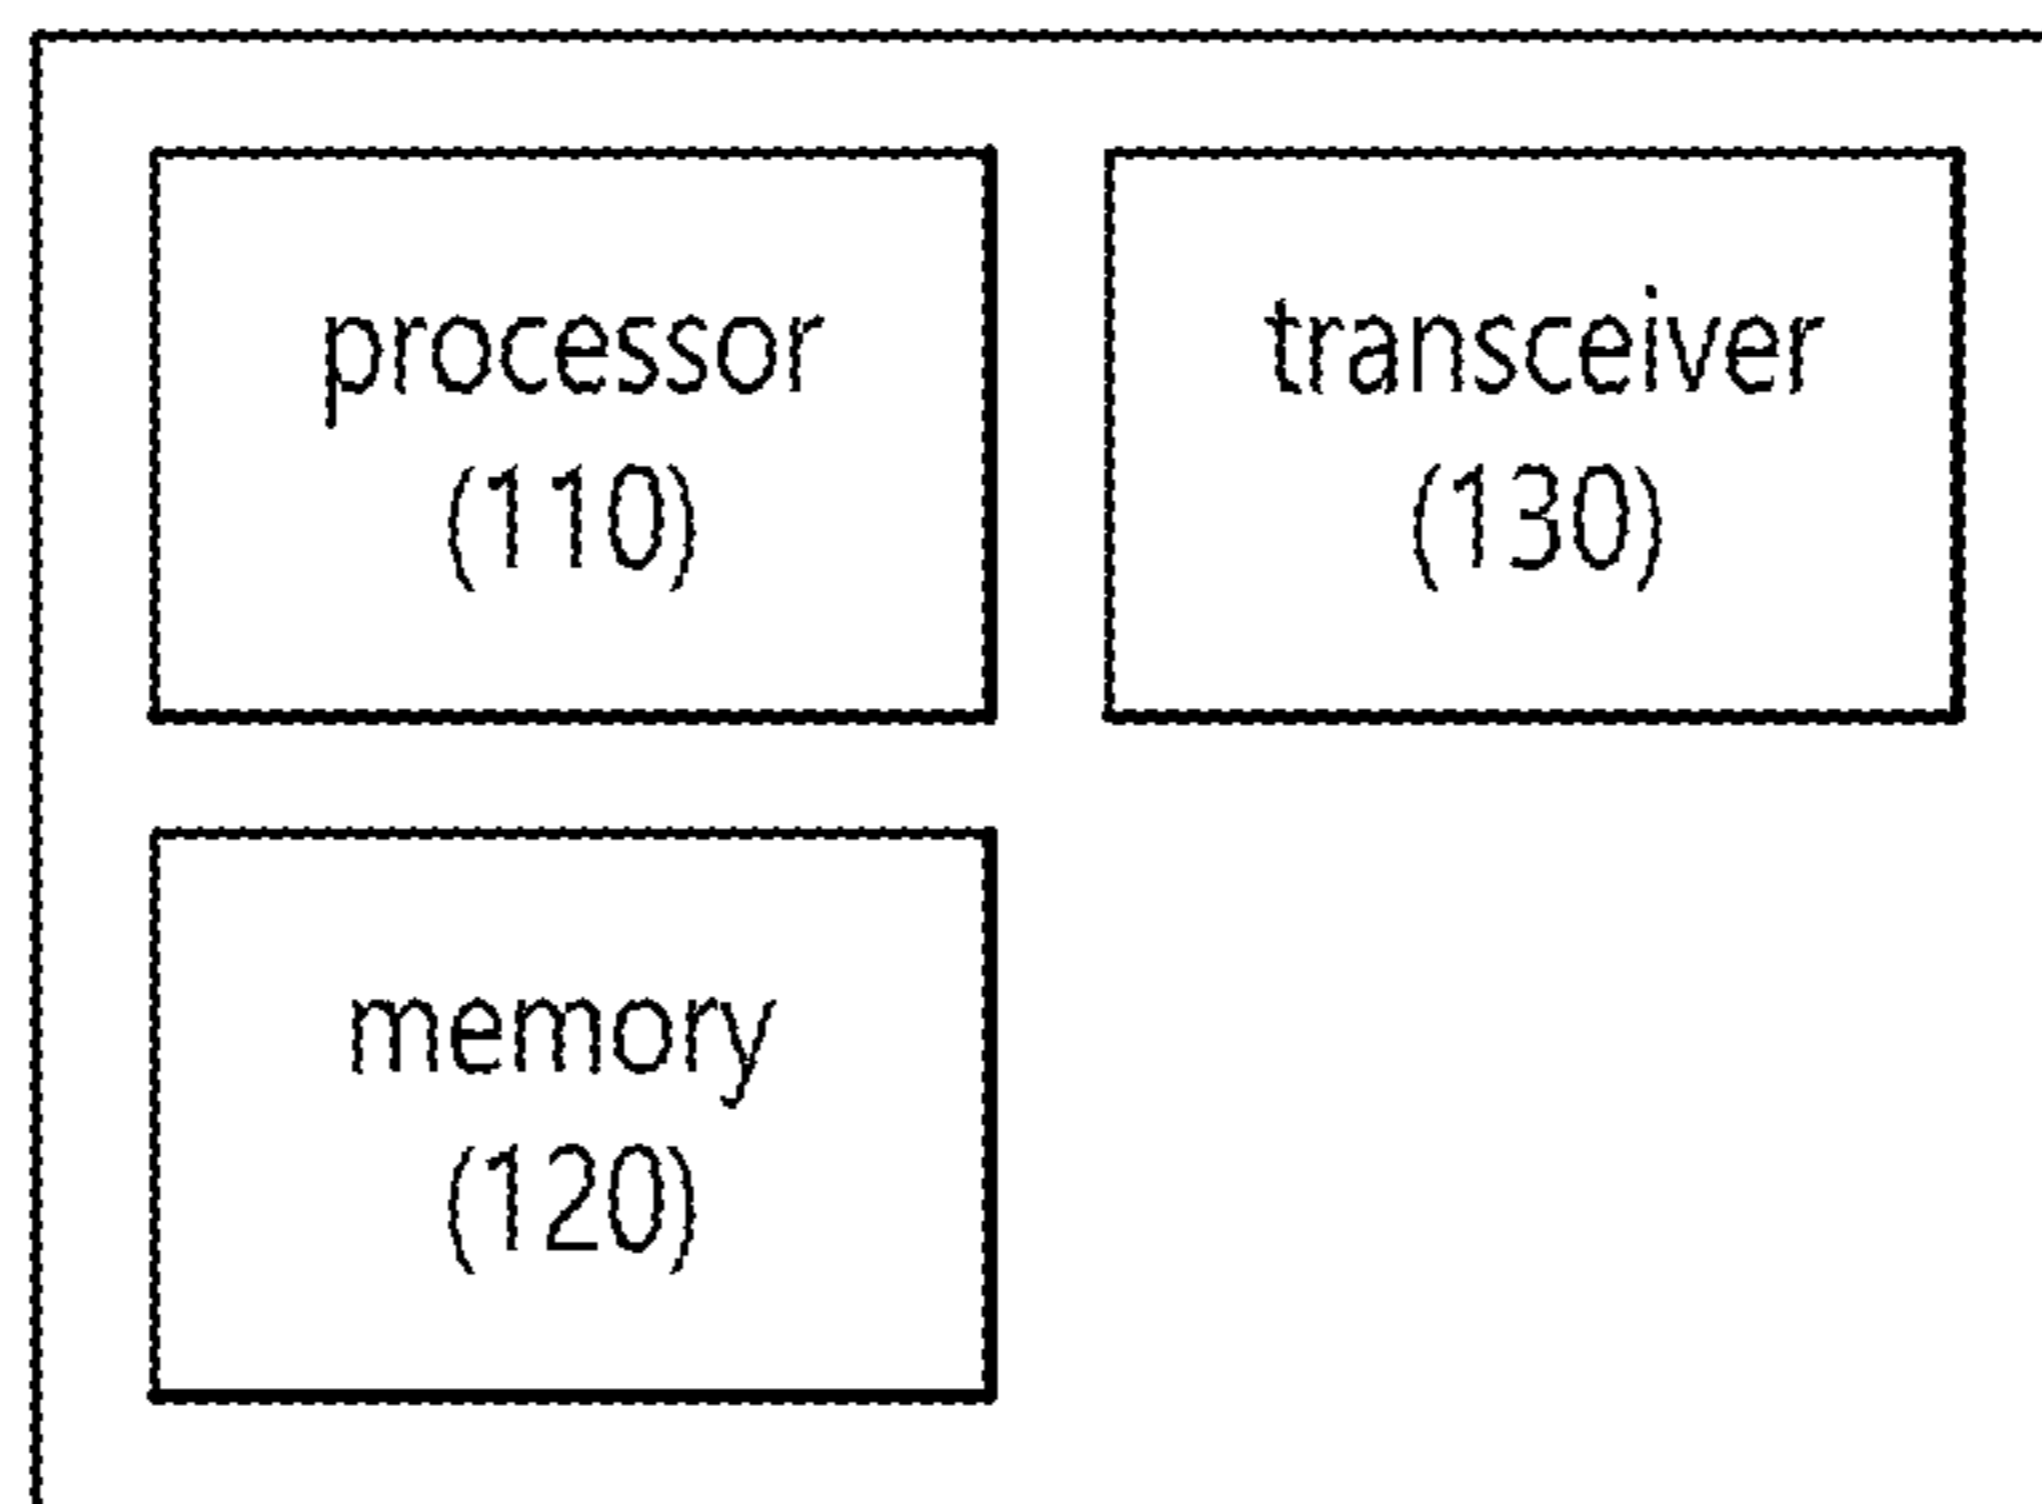 processor
(110)
transceiver
(130)
memory
(120)